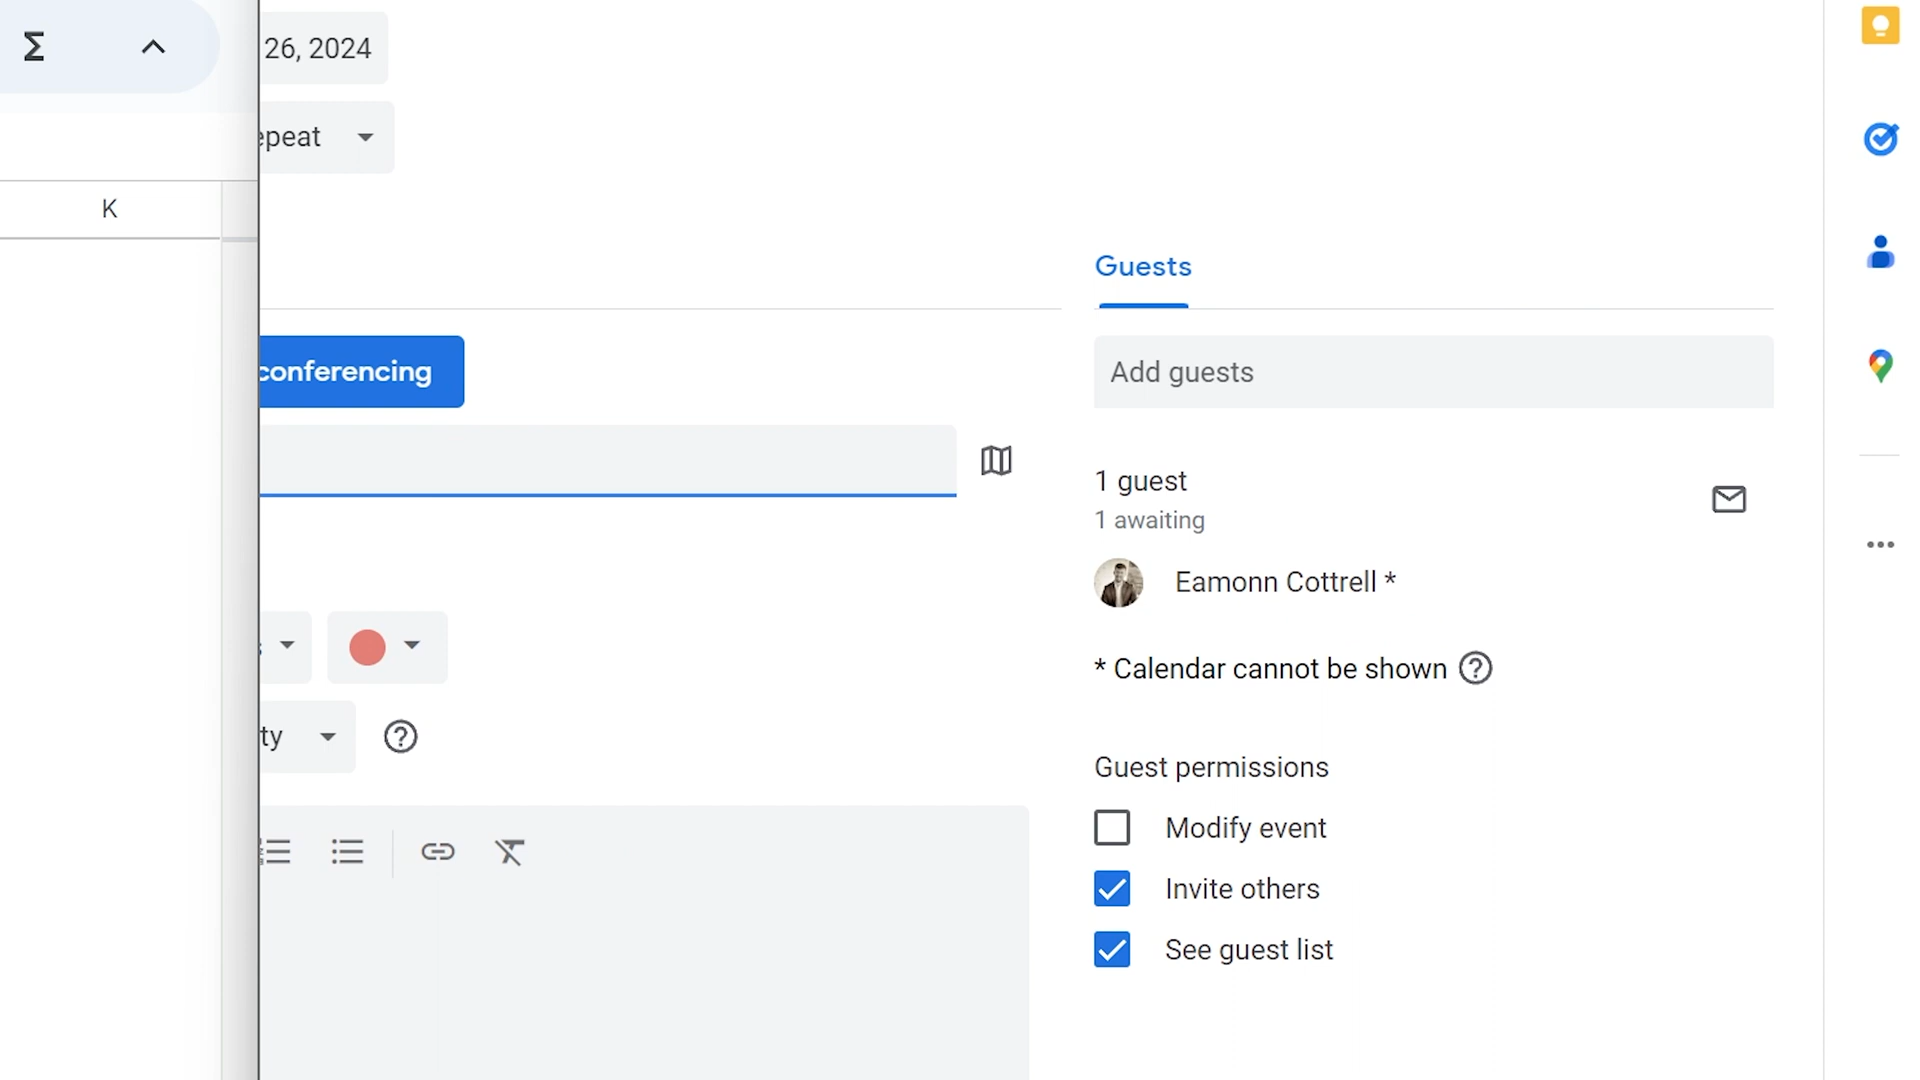 Σ
26, 2024
epeat
K
Guests
conferencing
Add guests
1 guest
1 awaiting
Eamonn Cottrell *
* Calendar cannot be shown
ty
Guest permissions
Modify event
Invite others
See guest list